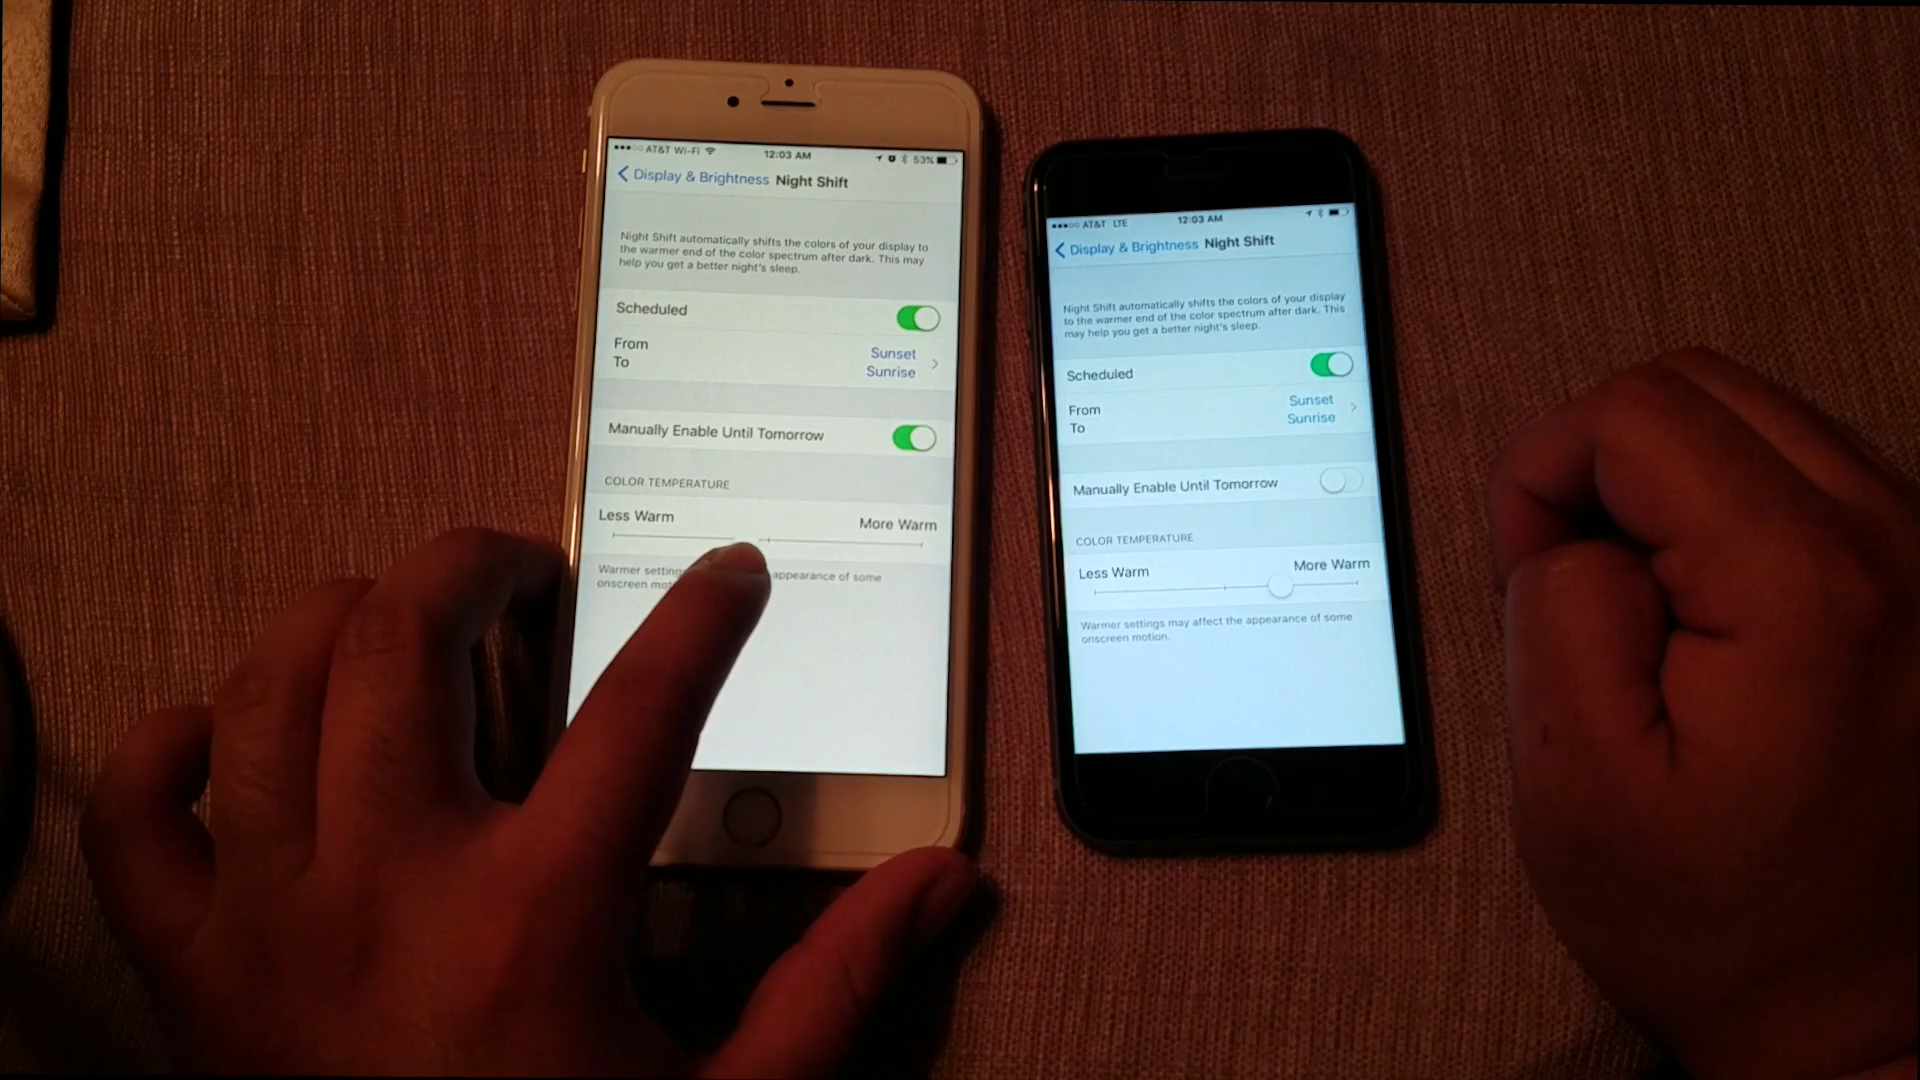 AT&T Wi-Fi 12:03 AM 53%
Display & Brightness Night Shift
Night Shift automatically shifts the colors of your display to
the warmer end of the color spectrum after dark. This may
help you get a better night's sleep.
Scheduled
From Sunset
To Sunrise
Manually Enable Until Tomorrow
COLOR TEMPERATURE
Less Warm More Warm
Warmer appearance of some
onscreen
AT&T LTE 12:03 AM
Display & Brightness Night Shift
Night Shift automatically shifts the colors of your display
to the warmer end of the color spectrum after dark. This
may help you get a better night's sleep.
Scheduled
From Sunset
To Sunrise
Manually Enable Until Tomorrow
COLOR TEMPERATURE
Less Warm More Warm
Warmer settings may affect the appearance of some
onscreen motion.